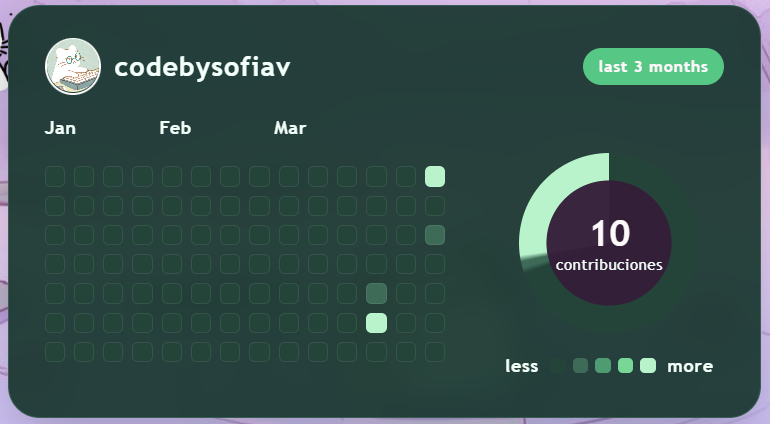 codebysofiav
last 3 months
Jan Feb Mar
10
contribuciones
less more